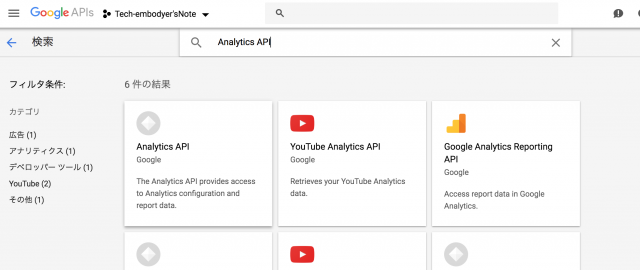 Google APIs Tech-embodyer'sNote
検索 Analytics API
フィルタ条件: 6 件の結果
カテゴリ
広告 (1)
アナリティクス (1)
デベロッパー ツール (1)
YouTube (2)
その他 (1)
Analytics API
Google
The Analytics API provides access
to Analytics configuration and
report data.
YouTube Analytics API
Google
Retrieves your YouTube Analytics
data.
Google Analytics Reporting
API
Google
Access report data in Google
Analytics.